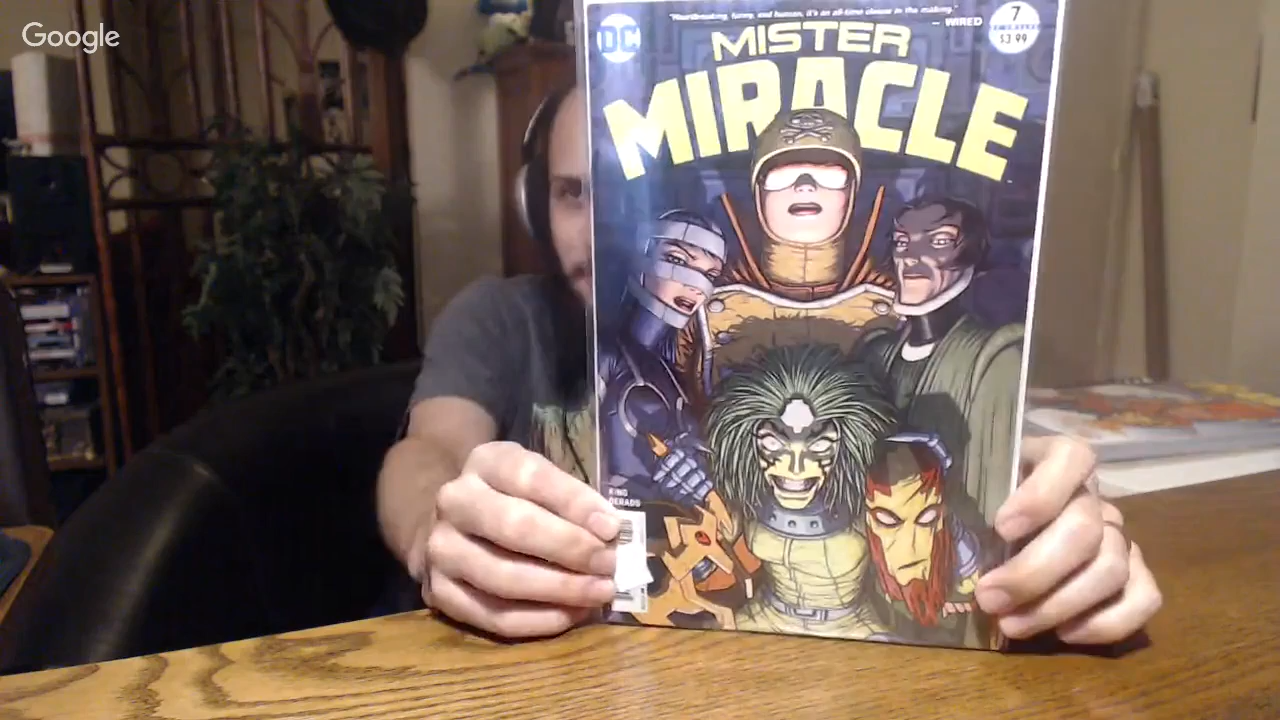 Google
"Heartbreaking, funny, and human, it's an all-time classic in the making."
— WIRED
DC
7
$3.99
MISTER
MIRACLE
KING
GERADS